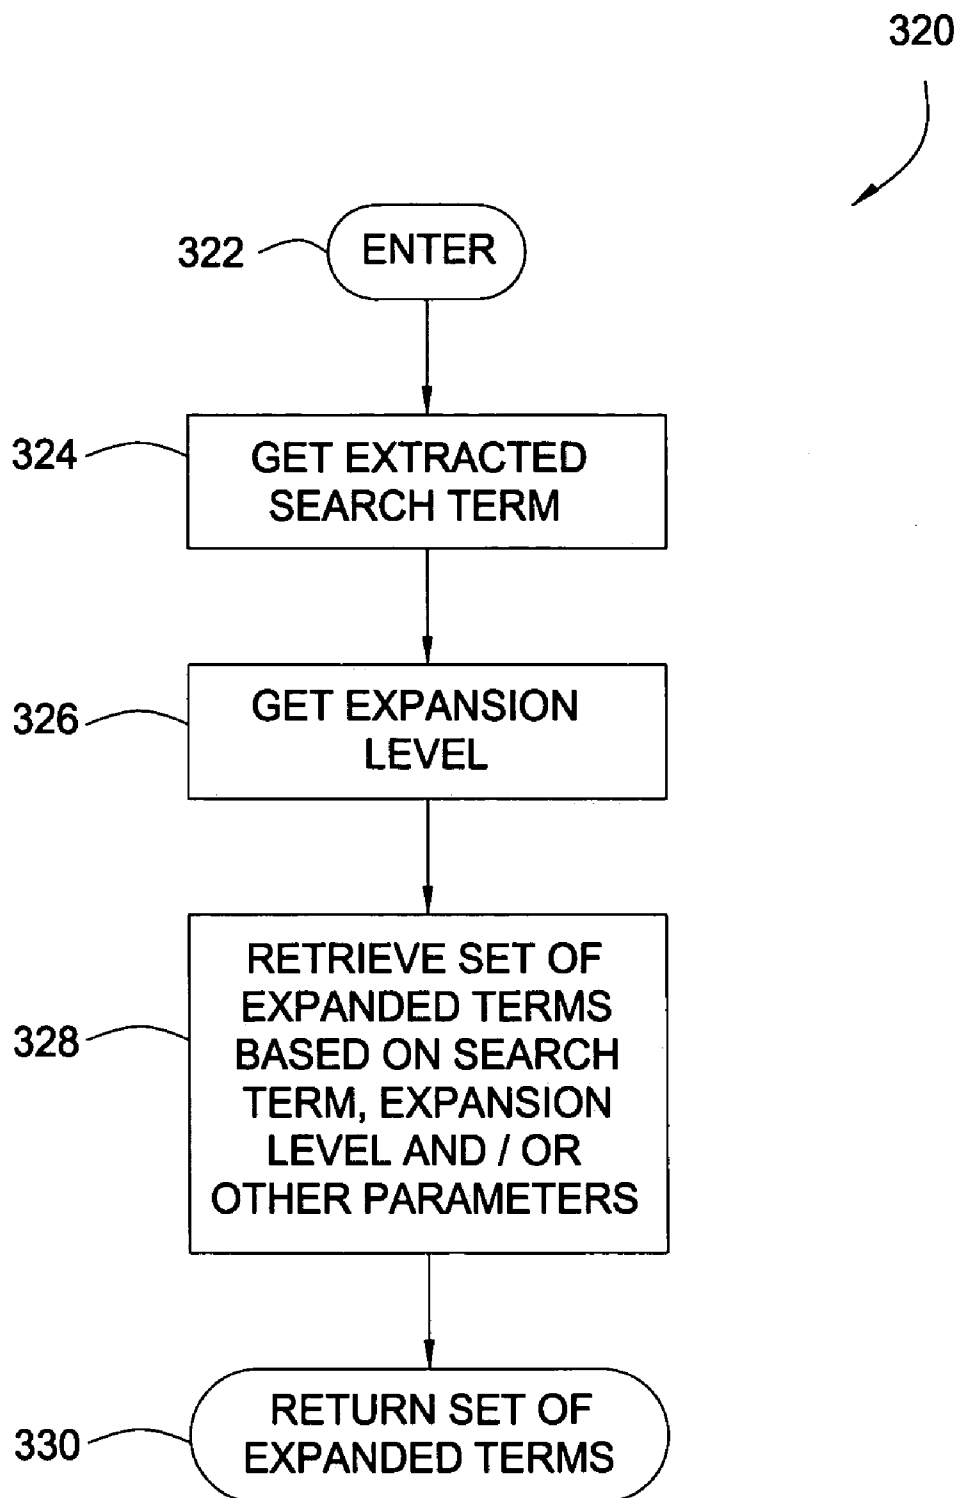 320
322
ENTER
324
GET EXTRACTED
SEARCH TERM
326
GET EXPANSION
LEVEL
328
RETRIEVE SET OF
EXPANDED TERMS
BASED ON SEARCH
TERM, EXPANSION
LEVEL AND / OR
OTHER PARAMETERS
330
RETURN SET OF
EXPANDED TERMS